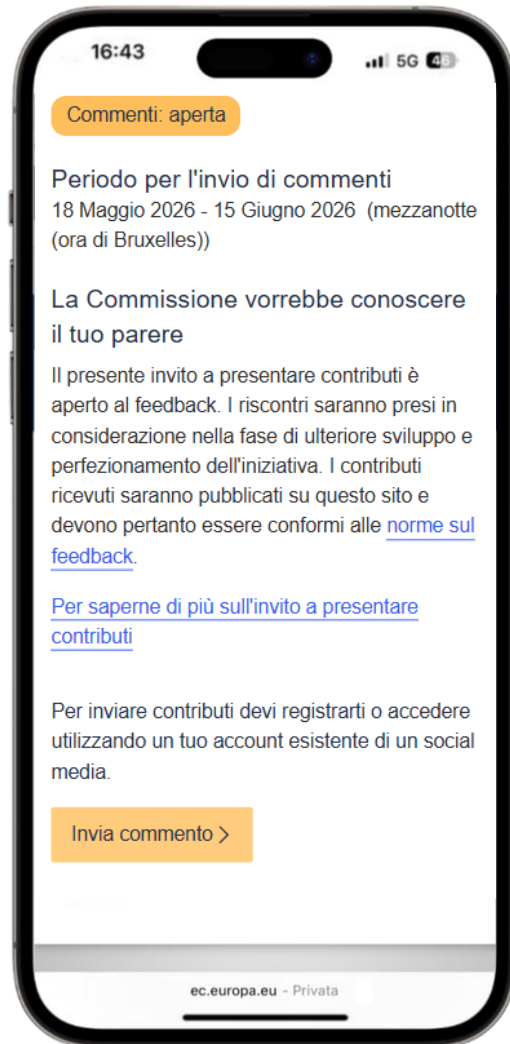 16:43
5G 46
Commenti: aperta
Periodo per l'invio di commenti
18 Maggio 2026 - 15 Giugno 2026 (mezzanotte
(ora di Bruxelles))
La Commissione vorrebbe conoscere
il tuo parere
Il presente invito a presentare contributi è
aperto al feedback. I riscontri saranno presi in
considerazione nella fase di ulteriore sviluppo e
perfezionamento dell'iniziativa. I contributi
ricevuti saranno pubblicati su questo sito e
devono pertanto essere conformi alle norme sul
feedback.
Per saperne di più sull'invito a presentare
contributi
Per inviare contributi devi registrarti o accedere
utilizzando un tuo account esistente di un social
media.
Invia commento >
ec.europa.eu - Privata